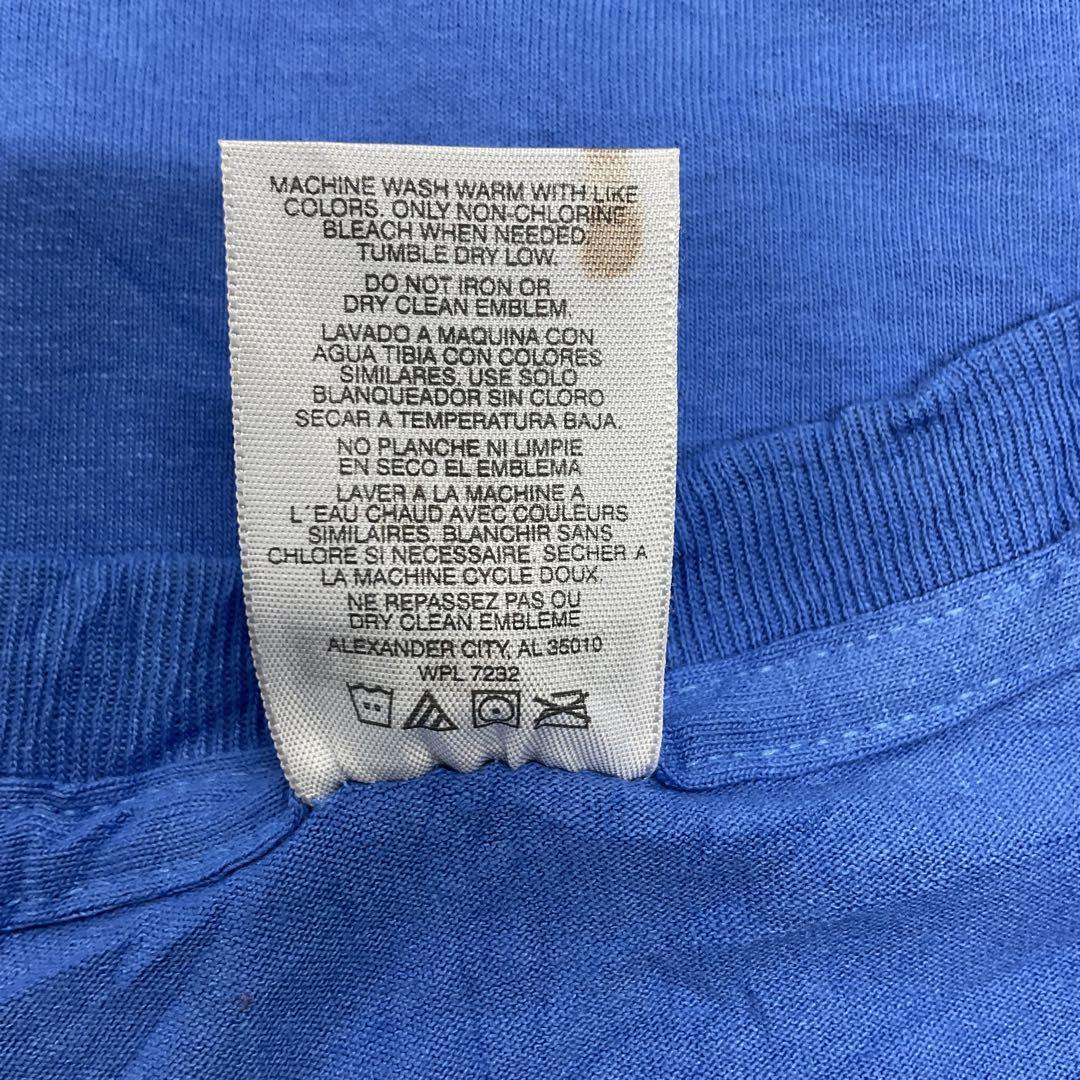 MACHINE WASH WARM WITH LIKE
COLORS, ONLY NON-CHLORINE
BLEACH WHEN NEEDED,
TUMBLE DRY LOW.
DO NOT IRON OR
DRY CLEAN EMBLEM.
LAVADO A MAQUINA CON
AGUA TIBIA CON COLORES
SIMILARES, USE SOLO
BLANQUEADOR SIN CLORO
SECAR A TEMPERATURA BAJA.
NO PLANCHE NI LIMPIE
EN SECO EL EMBLEMA
LAVER A LA MACHINE A
L´EAU CHAUD AVEC COULEURS
SIMILAIRES, BLANCHIR SANS
CHLORE SI NECESSAIRE, SECHER A
LA MACHINE CYCLE DOUX.
NE REPASSEZ PAS OU
DRY CLEAN EMBLEME
ALEXANDER CITY, AL 35010
WPL 7232